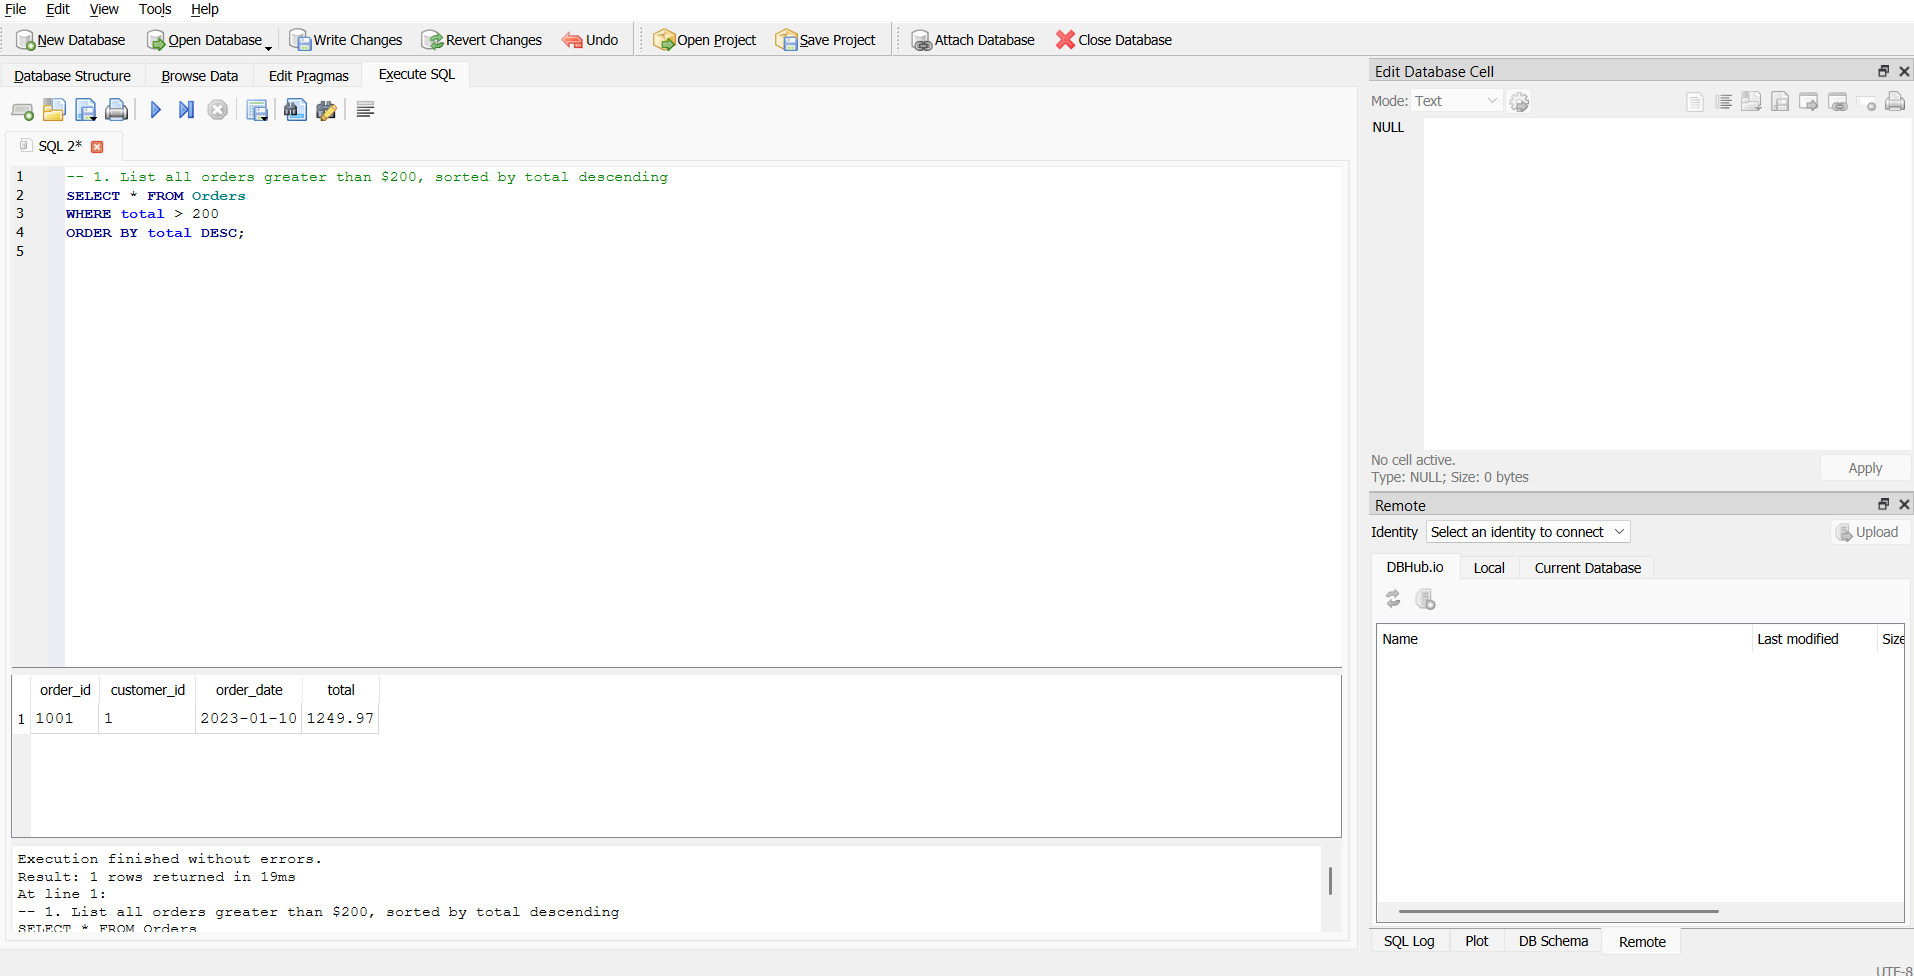 File Edit View Tools Help
New Database Open Database Write Changes Revert Changes Undo Open Project Save Project Attach Database Close Database
Database Structure Browse Data Edit Pragmas Execute SQL
SQL 2*
1 -- 1. List all orders greater than $200, sorted by total descending
2 SELECT * FROM Orders
3 WHERE total > 200
4 ORDER BY total DESC;
5
order_id customer_id order_date total
1 1001 1 2023-01-10 1249.97
Execution finished without errors.
Result: 1 rows returned in 19ms
At line 1:
-- 1. List all orders greater than $200, sorted by total descending
SELECT * FROM Orders
Edit Database Cell
Mode: Text
NULL
No cell active.
Type: NULL; Size: 0 bytes
Apply
Remote
Identity Select an identity to connect Upload
DBHub.io Local Current Database
Name Last modified Size
SQL Log Plot DB Schema Remote
UTF-8